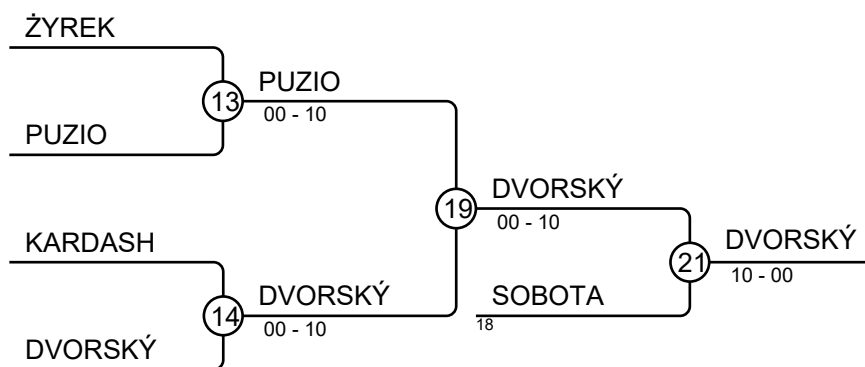 ŻYREK
13
PUZIO
00 - 10
PUZIO
19
DVORSKÝ
00 - 10
KARDASH
14
DVORSKÝ
00 - 10
DVORSKÝ
SOBOTA
18
21
DVORSKÝ
10 - 00